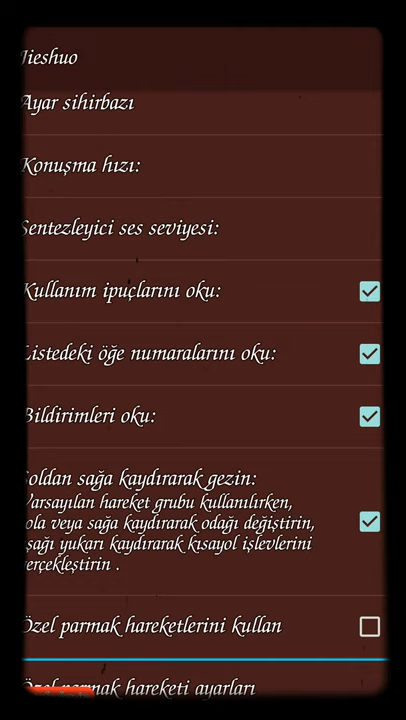 Jieshuo
Ayar sihirbazı
Konuşma hızı:
Sentezleyici ses seviyesi:
Kullanım ipuçlarını oku:
Listedeki öğe numaralarını oku:
Bildirimleri oku:
Soldan sağa kaydırarak gezin:
Varsayılan hareket grubu kullanılırken,
sola veya sağa kaydırarak odağı değiştirin,
aşağı yukarı kaydırarak kısayol işlevlerini
gerçekleştirin .
Özel parmak hareketlerini kullan
Özel parmak hareketi ayarları